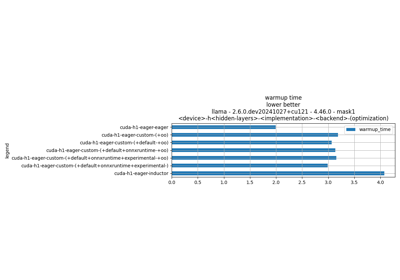 warmup time
lower better
llama - 2.6.0.dev20241027+cu121 - 4.46.0 - mask1
<device>-h<hidden-layers>-<implementation>-<backend>-(optimization)
warmup_time
legend
cuda-h1-eager-eager
cuda-h1-eager-custom-(+oo)
cuda-h1-eager-custom-(+default-+oo)
cuda-h1-eager-custom-(+default+onnxruntime-+oo)
cuda-h1-eager-custom-(+default+onnxruntime+experimental-+oo)
cuda-h1-eager-custom-(+default+onnxruntime+experimental-)
cuda-h1-eager-inductor
0.0 0.5 1.0 1.5 2.0 2.5 3.0 3.5 4.0